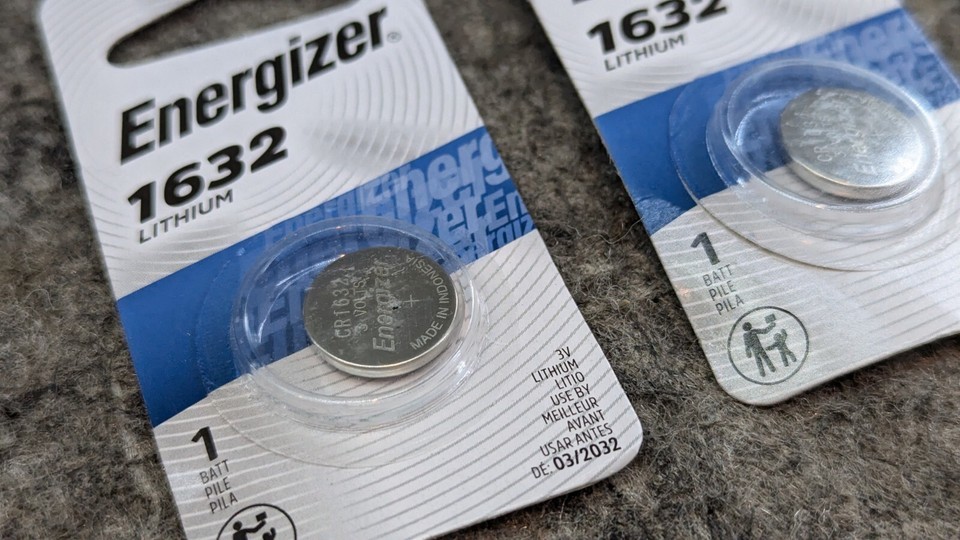 Energizer®
1632
LITHIUM
CR1632
3 VOLTS
Energizer
MADE IN INDONESIA
1
BATT
PILE
PILA
3V
LITHIUM
LITIO
USE BY
MEILLEUR
AVANT
USAR ANTES
DE: 03/2032
1632
LITHIUM
1
BATT
PILE
PILA